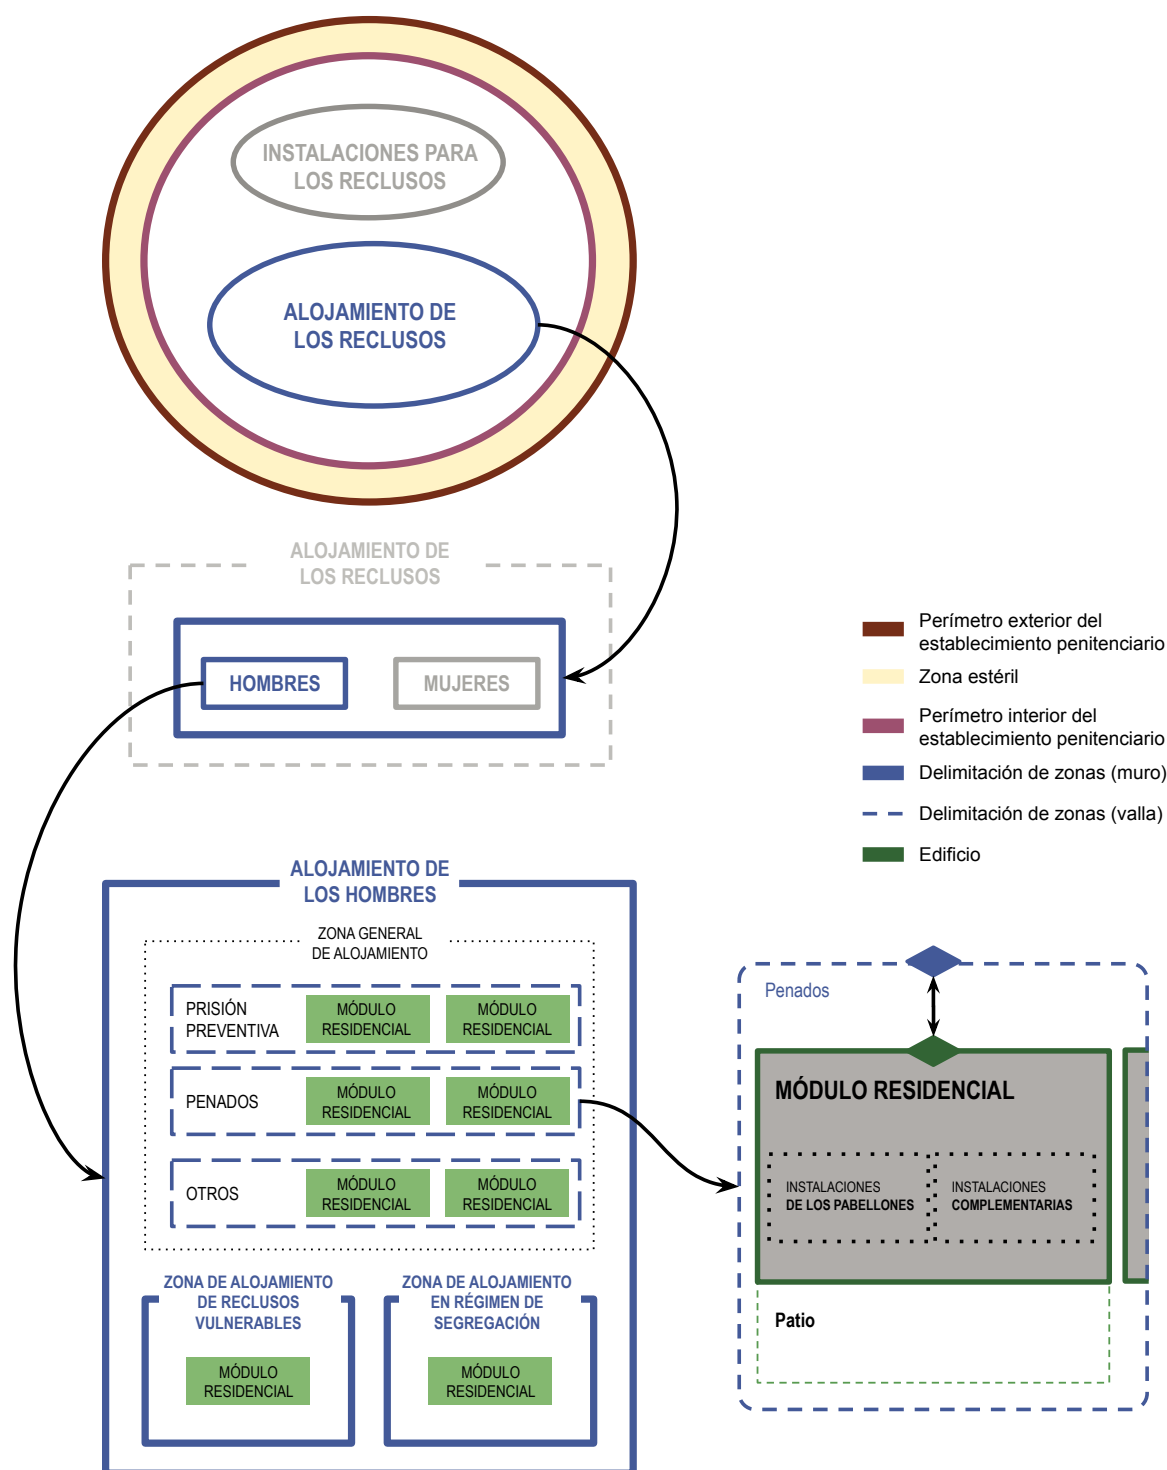 INSTALACIONES PARA
LOS RECLUSOS
ALOJAMIENTO DE
LOS RECLUSOS
ALOJAMIENTO DE
LOS RECLUSOS
HOMBRES
MUJERES
Perímetro exterior del
establecimiento penitenciario
Zona estéril
Perímetro interior del
establecimiento penitenciario
Delimitación de zonas (muro)
Delimitación de zonas (valla)
Edificio
ALOJAMIENTO DE
LOS HOMBRES
ZONA GENERAL
DE ALOJAMIENTO
PRISIÓN
PREVENTIVA
MÓDULO
RESIDENCIAL
MÓDULO
RESIDENCIAL
PENADOS
MÓDULO
RESIDENCIAL
MÓDULO
RESIDENCIAL
OTROS
MÓDULO
RESIDENCIAL
MÓDULO
RESIDENCIAL
ZONA DE ALOJAMIENTO
DE RECLUSOS
VULNERABLES
MÓDULO
RESIDENCIAL
ZONA DE ALOJAMIENTO
EN RÉGIMEN DE
SEGREGACIÓN
MÓDULO
RESIDENCIAL
Penados
MÓDULO RESIDENCIAL
INSTALACIONES
DE LOS PABELLONES
INSTALACIONES
COMPLEMENTARIAS
Patio